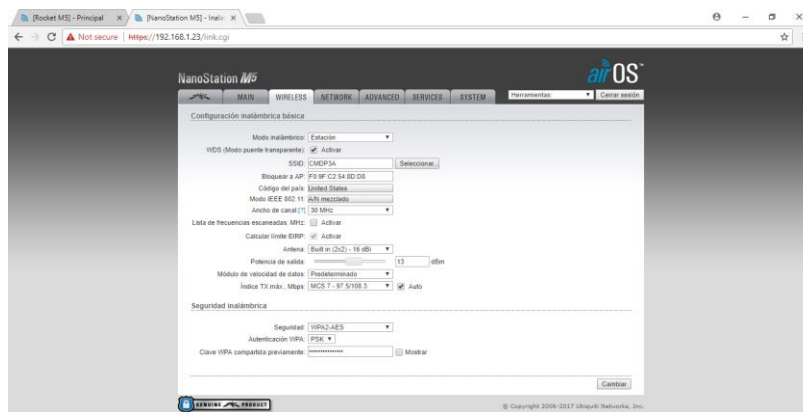 [Rocket M5] - Principal
[NanoStation M5] - Inalá
Not secure | https://192.168.1.23/link.cgi
NanoStation M5
airOS™
MAIN WIRELESS NETWORK ADVANCED SERVICES SYSTEM Herramientas: Cerrar sesión
Configuración inalámbrica básica
Modo inalámbrico: Estación
WDS (Modo puente transparente): Activar
SSID: CMDP3A Seleccionar...
Bloquear a AP: F0:9F:C2:54:8D:D8
Código del país: United States
Modo IEEE 802.11: A/N mezclado
Ancho de canal:[?] 30 MHz
Lista de frecuencias escaneadas, MHz: Activar
Calcular límite EIRP: Activar
Antena: Built in (2x2) - 16 dBi
Potencia de salida: 13 dBm
Módulo de velocidad de datos: Predeterminado
Índice TX máx., Mbps: MCS 7 - 97.5/108.3 Auto
Seguridad inalámbrica
Seguridad: WPA2-AES
Autenticación WPA: PSK
Clave WPA compartida previamente: Mostrar
Cambiar
GENUINE PRODUCT
© Copyright 2006-2017 Ubiquiti Networks, Inc.